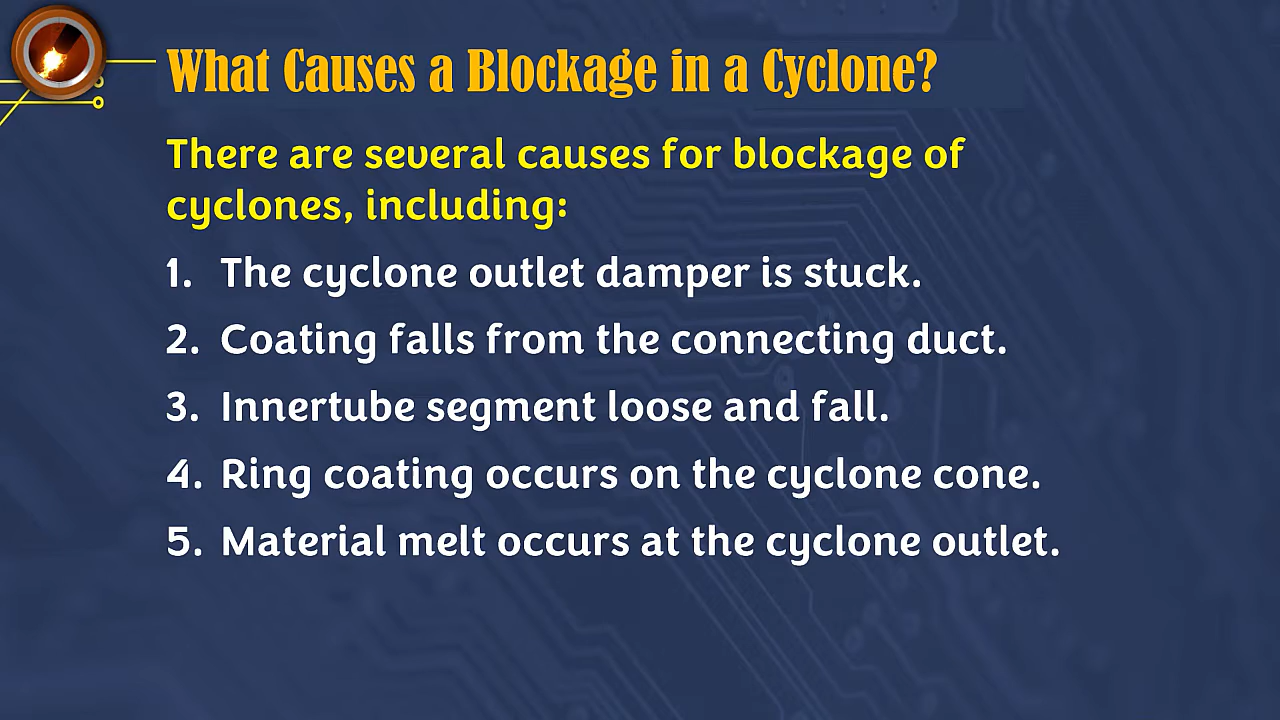 What Causes a Blockage in a Cyclone?
There are several causes for blockage of
cyclones, including:
1. The cyclone outlet damper is stuck.
2. Coating falls from the connecting duct.
3. Innertube segment loose and fall.
4. Ring coating occurs on the cyclone cone.
5. Material melt occurs at the cyclone outlet.